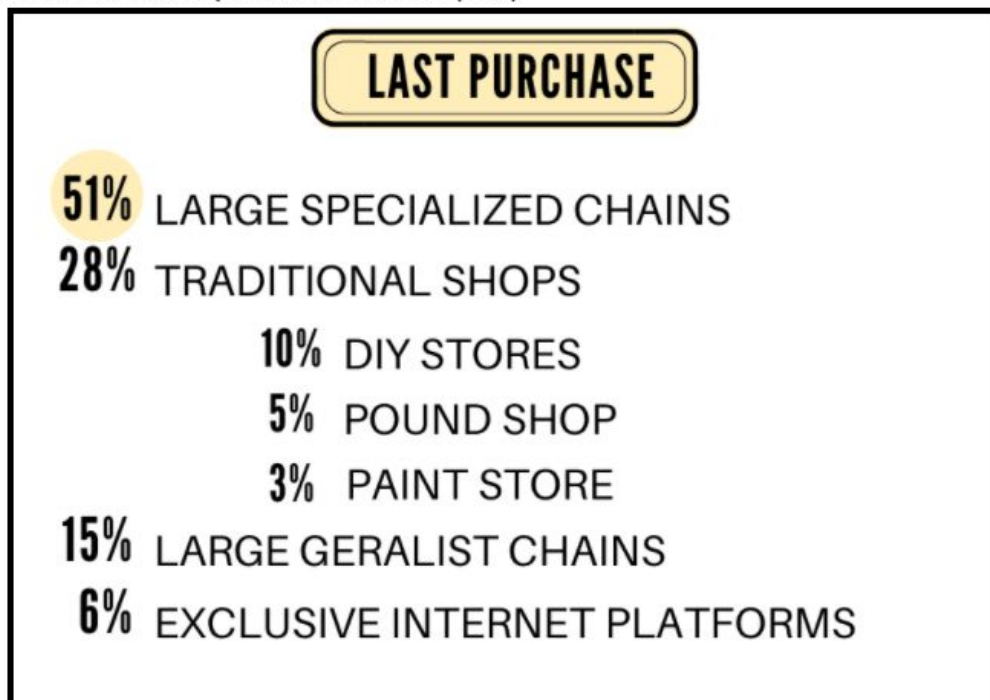 LAST PURCHASE
51% LARGE SPECIALIZED CHAINS
28% TRADITIONAL SHOPS
10% DIY STORES
5% POUND SHOP
3% PAINT STORE
15% LARGE GERALIST CHAINS
6% EXCLUSIVE INTERNET PLATFORMS